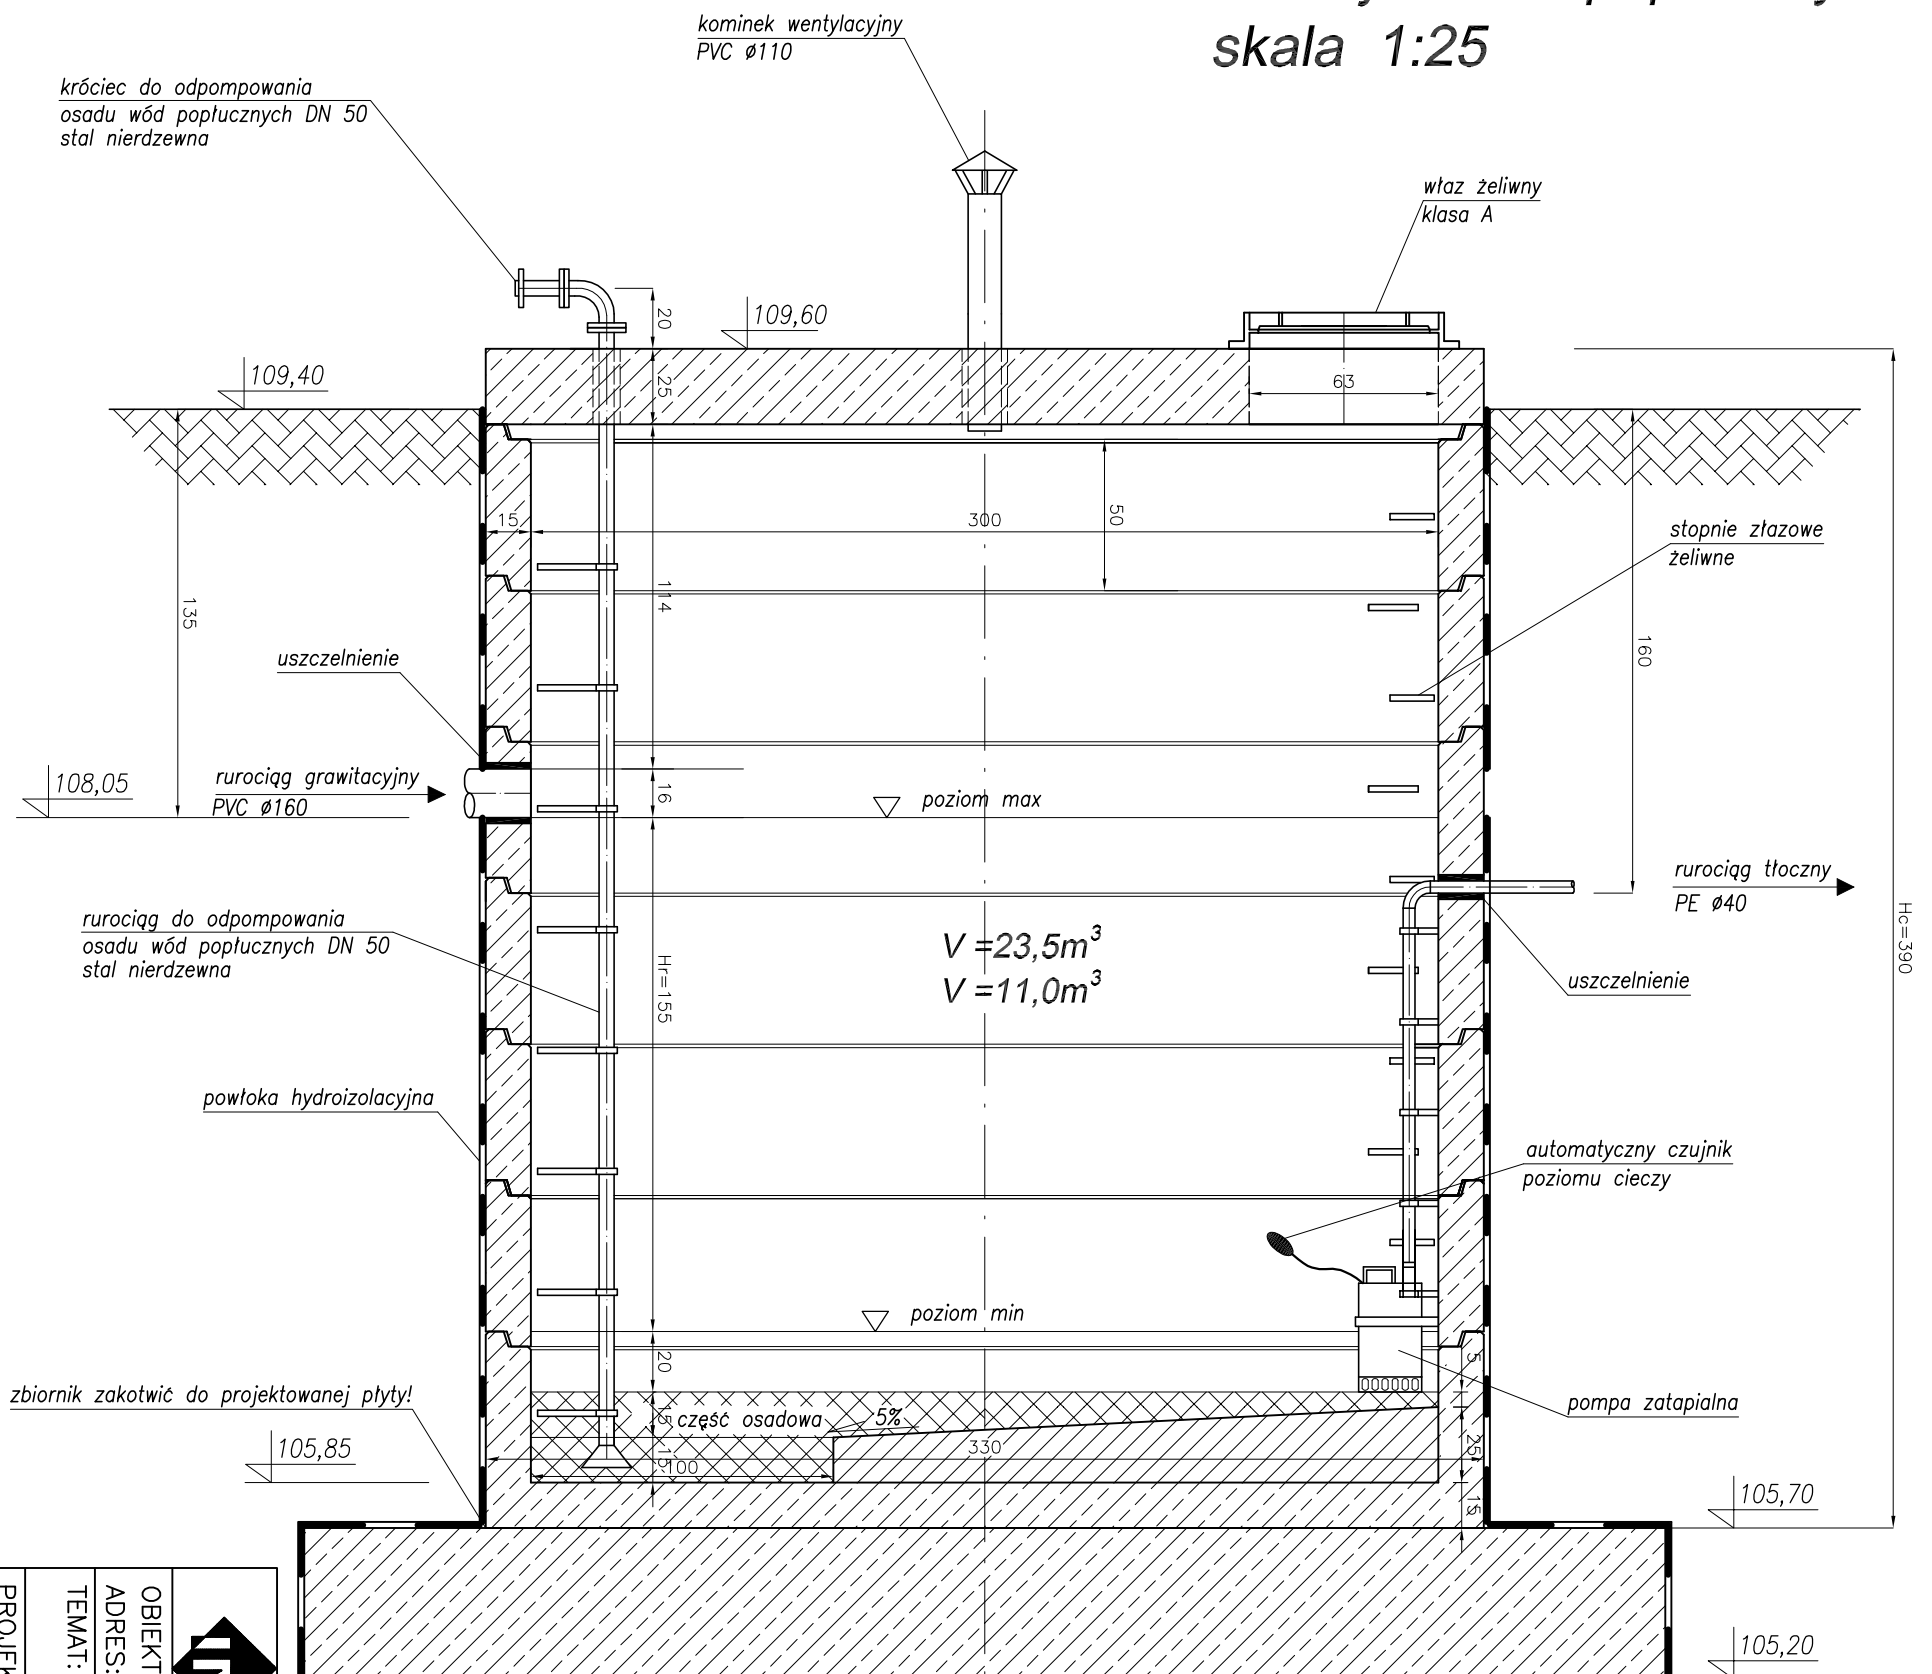 skala 1:25
kominek wentylacyjny
PVC ø110
króciec do odpompowania
osadu wód popłucznych DN 50
stal nierdzewna
właz żeliwny
klasa A
109,60
109,40
20
25
63
15
300
50
114
135
160
stopnie złazowe
żeliwne
uszczelnienie
108,05
rurociąg grawitacyjny
PVC ø160
16
poziom max
rurociąg tłoczny
PE ø40
Hc=390
rurociąg do odpompowania
osadu wód popłucznych DN 50
stal nierdzewna
V =23,5m³
V =11,0m³
Hr=155
uszczelnienie
powłoka hydroizolacyjna
automatyczny czujnik
poziomu cieczy
poziom min
20
5
pompa zatapialna
zbiornik zakotwić do projektowanej płyty!
15
część osadowa
5%
330
25
15
100
105,85
15
105,70
105,20
OBIEKT
ADRES:
TEMAT:
PROJEK